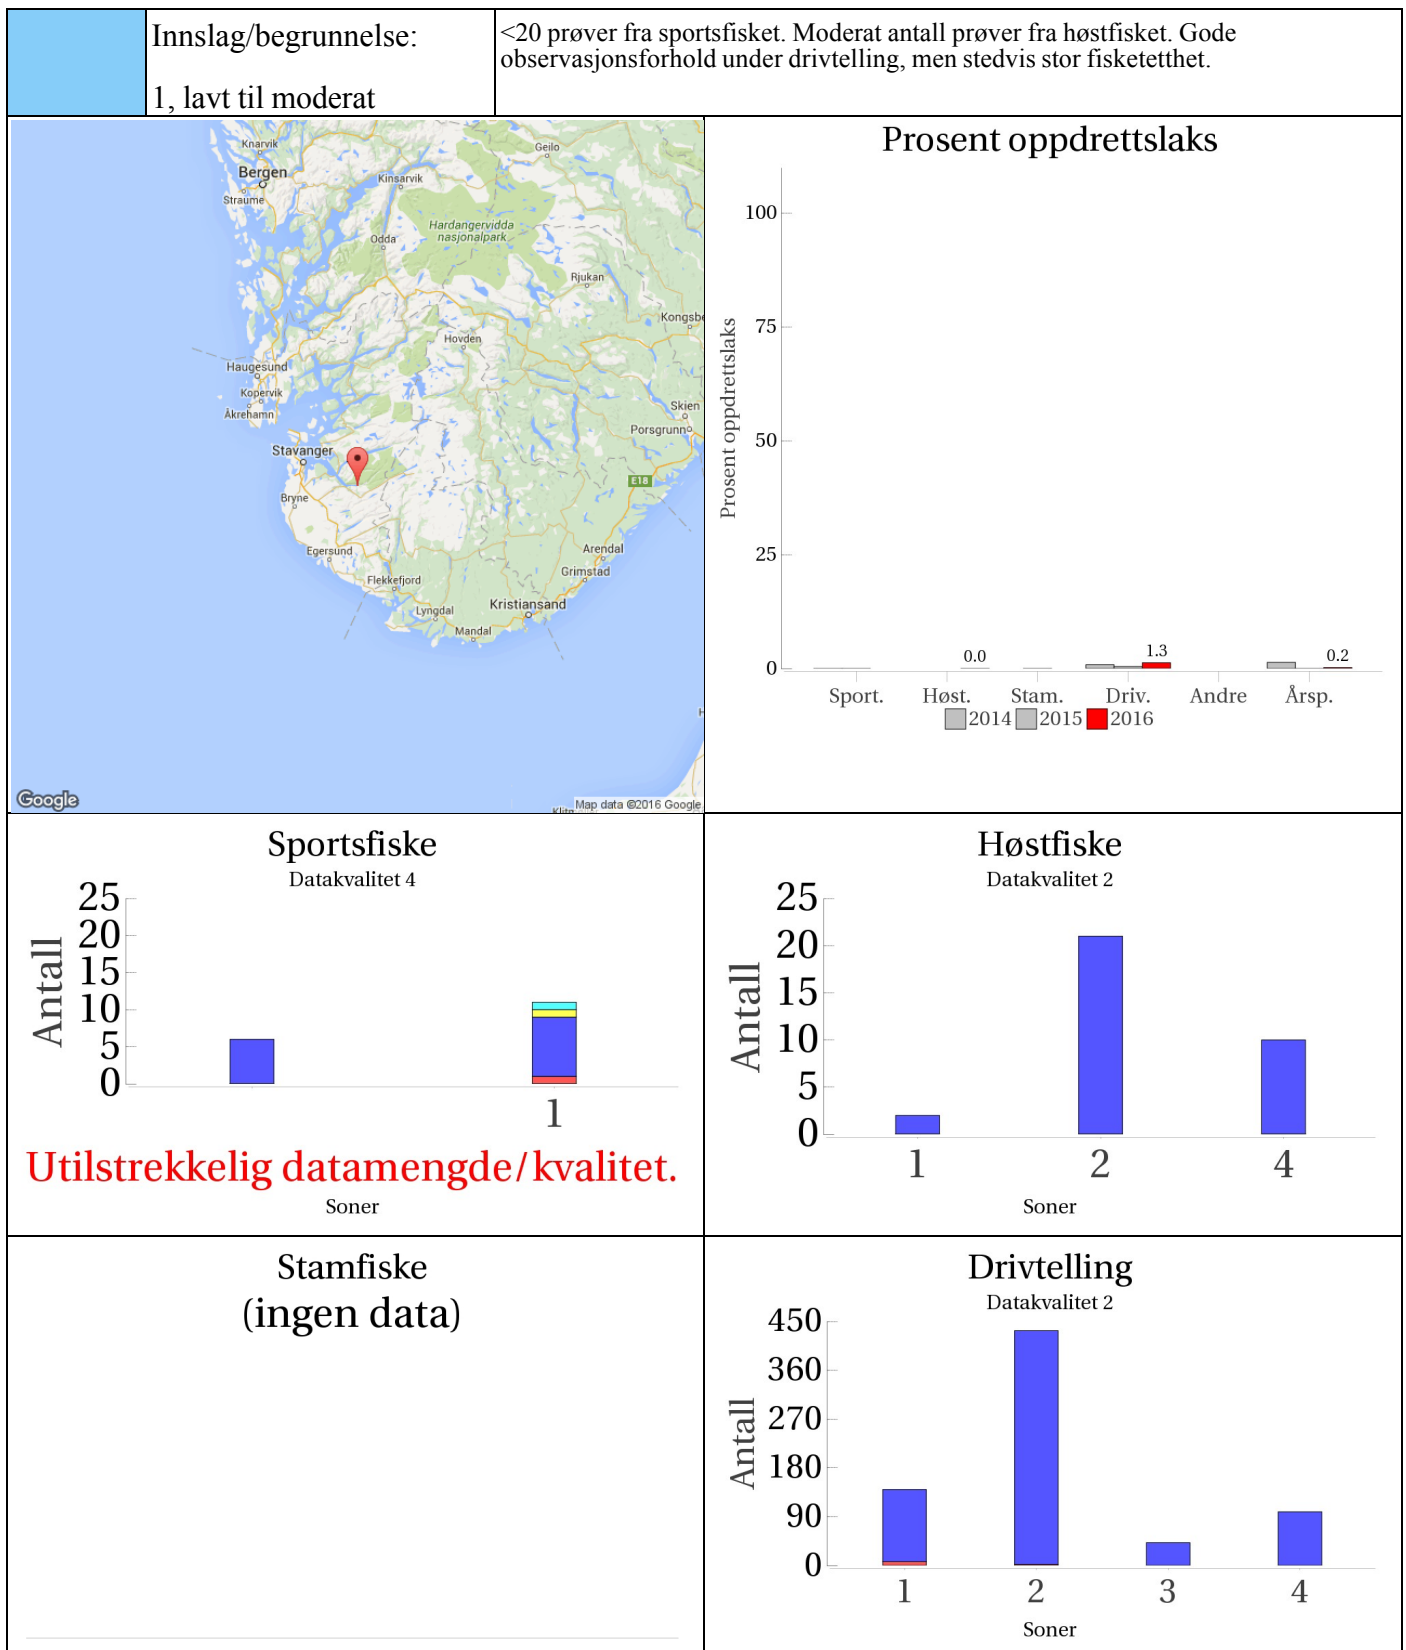 Innslag/begrunnelse:
1, lavt til moderat
<20 prøver fra sportsfisket. Moderat antall prøver fra høstfisket. Gode
observasjonsforhold under drivtelling, men stedvis stor fisketetthet.
Knarvik
Bergen
Straume
Geilo
Kinsarvik
Hardangervidda
nasjonalpark
Odda
Rjukan
Kongsbe
Hovden
Haugesund
Kopervik
Åkrehamn
Skien
Porsgrunn
Stavanger
E18
Bryne
Egersund
Arendal
Grimstad
Flekkefjord
Kristiansand
Lyngdal
Mandal
H
Google
Map data ©2016 Google
Prosent oppdrettslaks
Prosent oppdrettslaks
100
75
50
25
0
0.0
1.3
0.2
Sport. Høst. Stam. Driv. Andre Årsp.
2014 2015 2016
Sportsfiske
Datakvalitet 4
Antall
25
20
15
10
5
0
1
Utilstrekkelig datamengde/kvalitet.
Soner
Høstfiske
Datakvalitet 2
Antall
25
20
15
10
5
0
1 2 4
Soner
Stamfiske
(ingen data)
Drivtelling
Datakvalitet 2
Antall
450
360
270
180
90
0
1 2 3 4
Soner